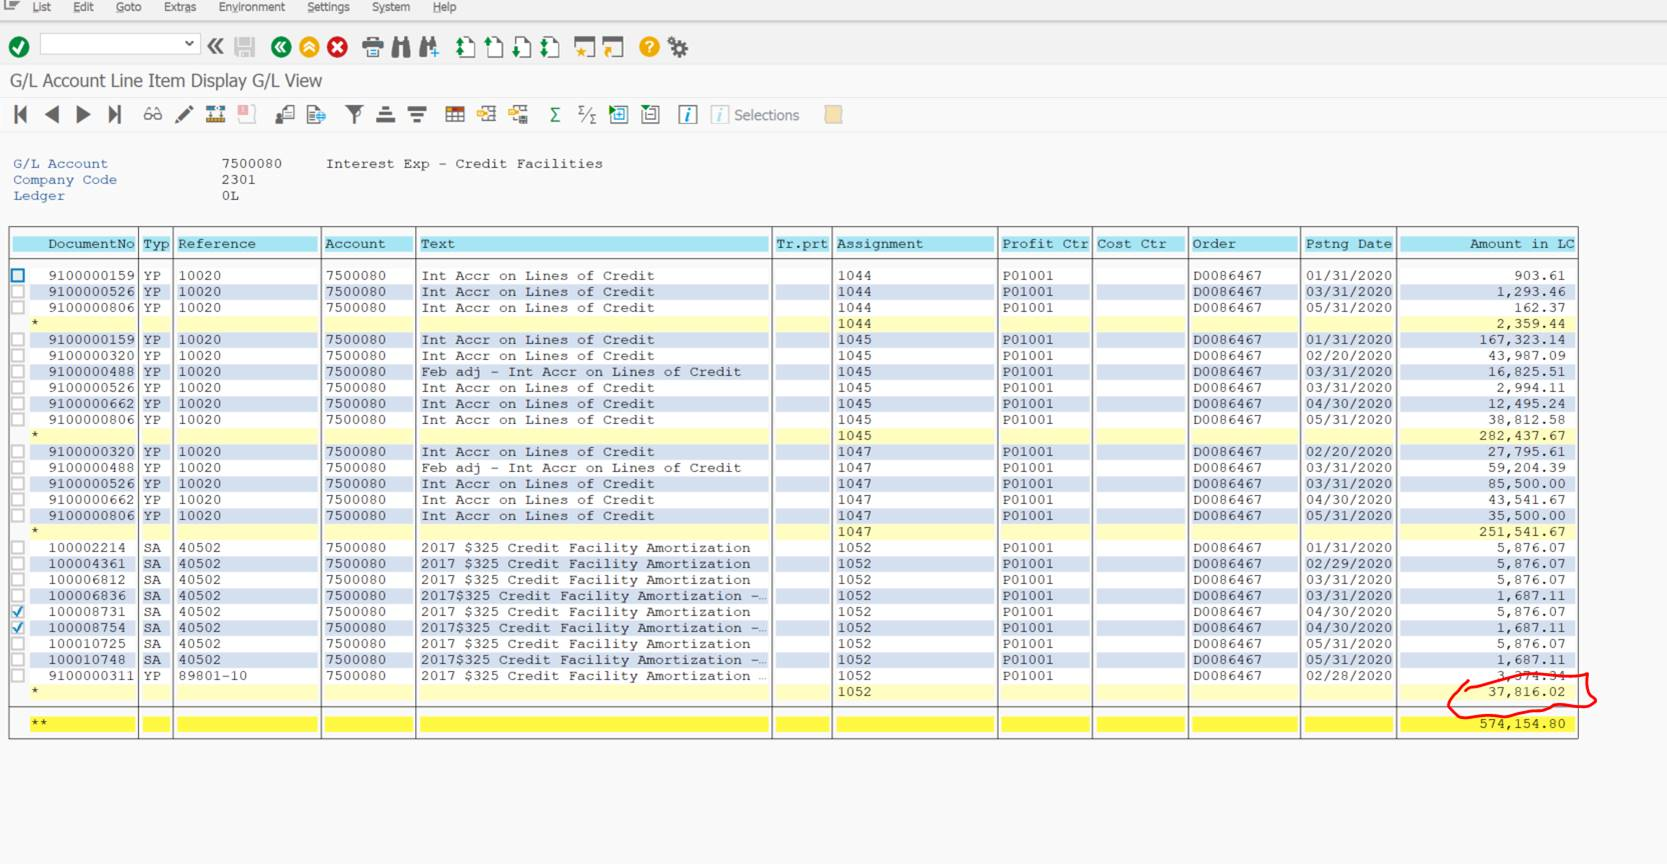 List Edit Goto Extras Environment Settings System Help
G/L Account Line Item Display G/L View
Selections
G/L Account 7500080 Interest Exp - Credit Facilities
Company Code 2301
Ledger 0L
DocumentNo Typ Reference Account Text Tr.prt Assignment Profit Ctr Cost Ctr Order Pstng Date Amount in LC
9100000159 YP 10020 7500080 Int Accr on Lines of Credit 1044 P01001 D0086467 01/31/2020 903.61
9100000526 YP 10020 7500080 Int Accr on Lines of Credit 1044 P01001 D0086467 03/31/2020 1,293.46
9100000806 YP 10020 7500080 Int Accr on Lines of Credit 1044 P01001 D0086467 05/31/2020 162.37
* 1044 2,359.44
9100000159 YP 10020 7500080 Int Accr on Lines of Credit 1045 P01001 D0086467 01/31/2020 167,323.14
9100000320 YP 10020 7500080 Int Accr on Lines of Credit 1045 P01001 D0086467 02/20/2020 43,987.09
9100000488 YP 10020 7500080 Feb adj - Int Accr on Lines of Credit 1045 P01001 D0086467 03/31/2020 16,825.51
9100000526 YP 10020 7500080 Int Accr on Lines of Credit 1045 P01001 D0086467 03/31/2020 2,994.11
9100000662 YP 10020 7500080 Int Accr on Lines of Credit 1045 P01001 D0086467 04/30/2020 12,495.24
9100000806 YP 10020 7500080 Int Accr on Lines of Credit 1045 P01001 D0086467 05/31/2020 38,812.58
* 1045 282,437.67
9100000320 YP 10020 7500080 Int Accr on Lines of Credit 1047 P01001 D0086467 02/20/2020 27,795.61
9100000488 YP 10020 7500080 Feb adj - Int Accr on Lines of Credit 1047 P01001 D0086467 03/31/2020 59,204.39
9100000526 YP 10020 7500080 Int Accr on Lines of Credit 1047 P01001 D0086467 03/31/2020 85,500.00
9100000662 YP 10020 7500080 Int Accr on Lines of Credit 1047 P01001 D0086467 04/30/2020 43,541.67
9100000806 YP 10020 7500080 Int Accr on Lines of Credit 1047 P01001 D0086467 05/31/2020 35,500.00
* 1047 251,541.67
100002214 SA 40502 7500080 2017 $325 Credit Facility Amortization 1052 P01001 D0086467 01/31/2020 5,876.07
100004361 SA 40502 7500080 2017 $325 Credit Facility Amortization 1052 P01001 D0086467 02/29/2020 5,876.07
100006812 SA 40502 7500080 2017 $325 Credit Facility Amortization 1052 P01001 D0086467 03/31/2020 5,876.07
100006836 SA 40502 7500080 2017$325 Credit Facility Amortization -… 1052 P01001 D0086467 03/31/2020 1,687.11
100008731 SA 40502 7500080 2017 $325 Credit Facility Amortization 1052 P01001 D0086467 04/30/2020 5,876.07
100008754 SA 40502 7500080 2017$325 Credit Facility Amortization -… 1052 P01001 D0086467 04/30/2020 1,687.11
100010725 SA 40502 7500080 2017 $325 Credit Facility Amortization 1052 P01001 D0086467 05/31/2020 5,876.07
100010748 SA 40502 7500080 2017$325 Credit Facility Amortization -… 1052 P01001 D0086467 05/31/2020 1,687.11
9100000311 YP 89801-10 7500080 2017 $325 Credit Facility Amortization … 1052 P01001 D0086467 02/28/2020 3,374.34
* 1052 37,816.02
** 574,154.80